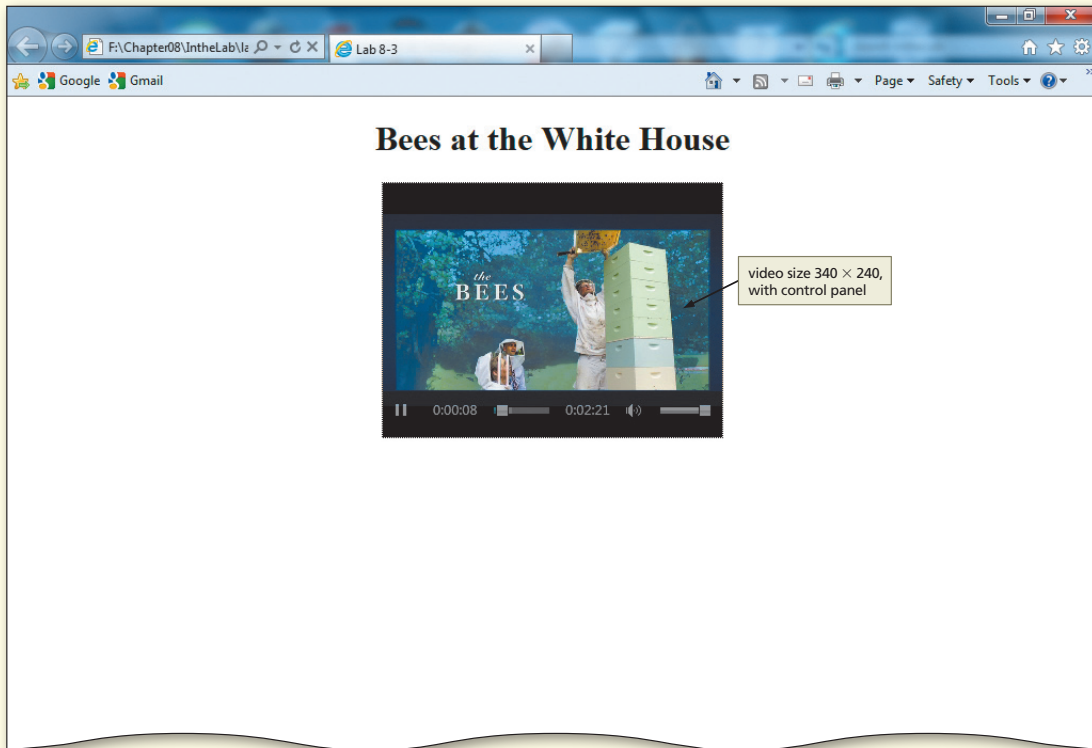 F:\Chapter08\IntheLab\la
Lab 8-3
Google
Gmail
Page
Safety
Tools
Bees at the White House
the
BEES
video size 340 × 240,
with control panel
0:00:08
0:02:21